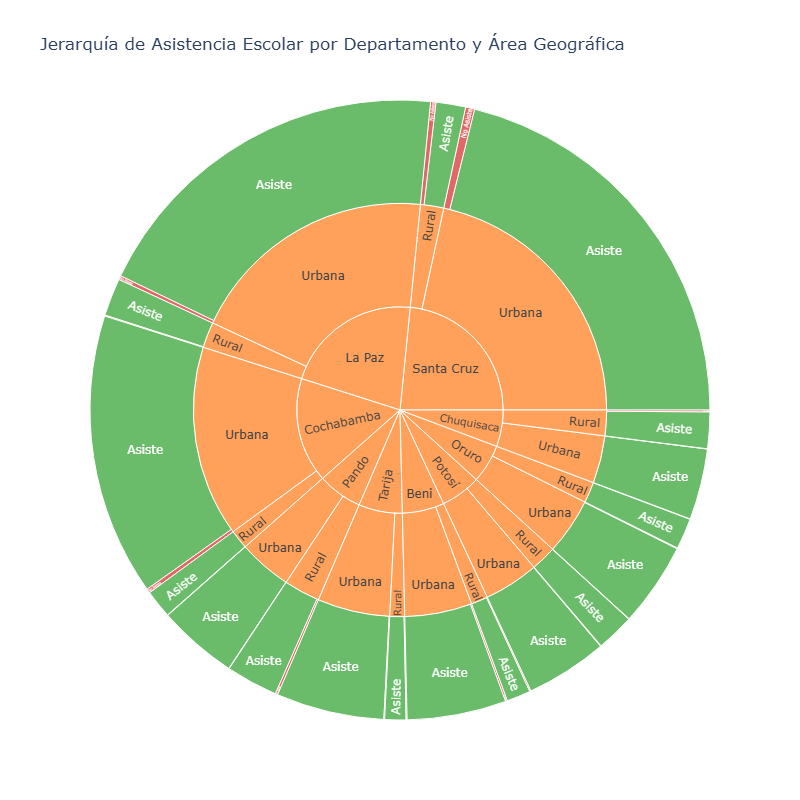 Jerarquía de Asistencia Escolar por Departamento y Área Geográfica
Santa Cruz
Urbana
Asiste
No Asiste
Rural
Asiste
La Paz
Urbana
Asiste
Rural
Asiste
Cochabamba
Urbana
Asiste
Rural
Asiste
Pando
Urbana
Asiste
Rural
Asiste
Tarija
Urbana
Asiste
Rural
Asiste
Beni
Urbana
Asiste
Rural
Asiste
Potosi
Urbana
Asiste
Rural
Asiste
Oruro
Urbana
Asiste
Rural
Asiste
Chuquisaca
Urbana
Asiste
Rural
Asiste